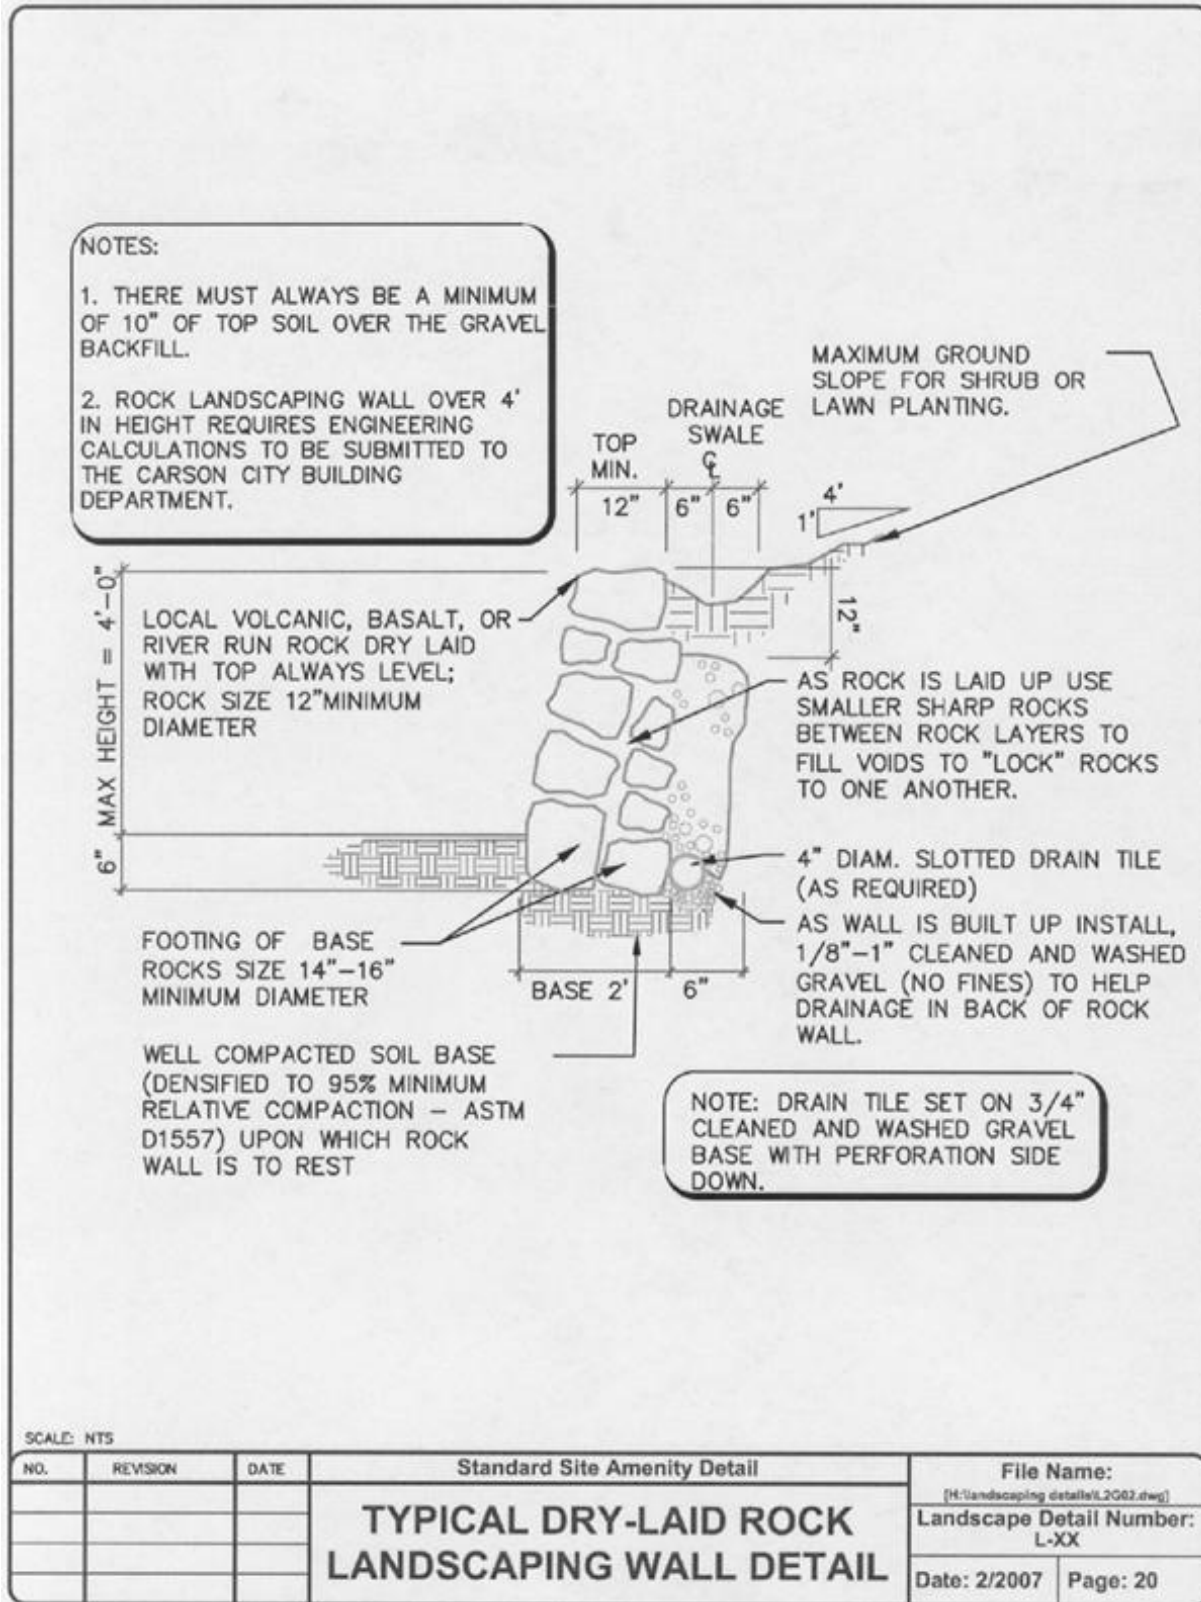 NOTES:
1. THERE MUST ALWAYS BE A MINIMUM
OF 10" OF TOP SOIL OVER THE GRAVEL
BACKFILL.
2. ROCK LANDSCAPING WALL OVER 4'
IN HEIGHT REQUIRES ENGINEERING
CALCULATIONS TO BE SUBMITTED TO
THE CARSON CITY BUILDING
DEPARTMENT.
MAXIMUM GROUND
SLOPE FOR SHRUB OR
LAWN PLANTING.
TOP
MIN.
12"
DRAINAGE
SWALE
℄
6" 6"
4'
1'
12"
6" MAX HEIGHT = 4'-0"
LOCAL VOLCANIC, BASALT, OR
RIVER RUN ROCK DRY LAID
WITH TOP ALWAYS LEVEL;
ROCK SIZE 12"MINIMUM
DIAMETER
AS ROCK IS LAID UP USE
SMALLER SHARP ROCKS
BETWEEN ROCK LAYERS TO
FILL VOIDS TO "LOCK" ROCKS
TO ONE ANOTHER.
4" DIAM. SLOTTED DRAIN TILE
(AS REQUIRED)
AS WALL IS BUILT UP INSTALL,
1/8"-1" CLEANED AND WASHED
GRAVEL (NO FINES) TO HELP
DRAINAGE IN BACK OF ROCK
WALL.
FOOTING OF BASE
ROCKS SIZE 14"-16"
MINIMUM DIAMETER
BASE 2' 6"
WELL COMPACTED SOIL BASE
(DENSIFIED TO 95% MINIMUM
RELATIVE COMPACTION - ASTM
D1557) UPON WHICH ROCK
WALL IS TO REST
NOTE: DRAIN TILE SET ON 3/4"
CLEANED AND WASHED GRAVEL
BASE WITH PERFORATION SIDE
DOWN.
SCALE: NTS
NO. REVISION DATE
Standard Site Amenity Detail
TYPICAL DRY-LAID ROCK
LANDSCAPING WALL DETAIL
File Name:
[H:\landscaping details\L2G02.dwg]
Landscape Detail Number:
L-XX
Date: 2/2007 Page: 20